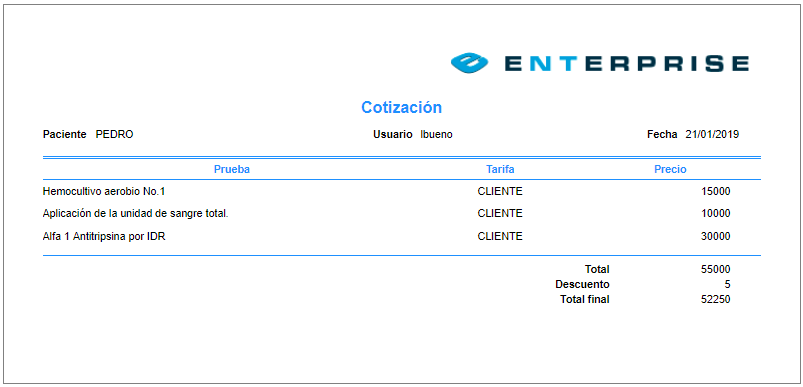 ENTERPRISE
Cotización
Paciente PEDRO Usuario lbueno Fecha 21/01/2019
Prueba Tarifa Precio
Hemocultivo aerobio No.1 CLIENTE 15000
Aplicación de la unidad de sangre total. CLIENTE 10000
Alfa 1 Antitripsina por IDR CLIENTE 30000
Total 55000
Descuento 5
Total final 52250